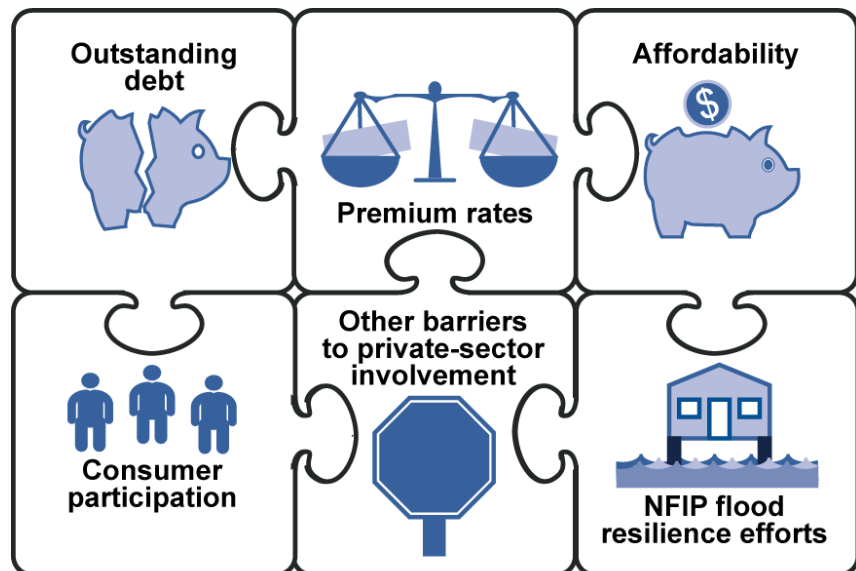 Outstanding
debt
Premium rates
Affordability
$
Consumer
participation
Other barriers
to private-sector
involvement
NFIP flood
resilience efforts